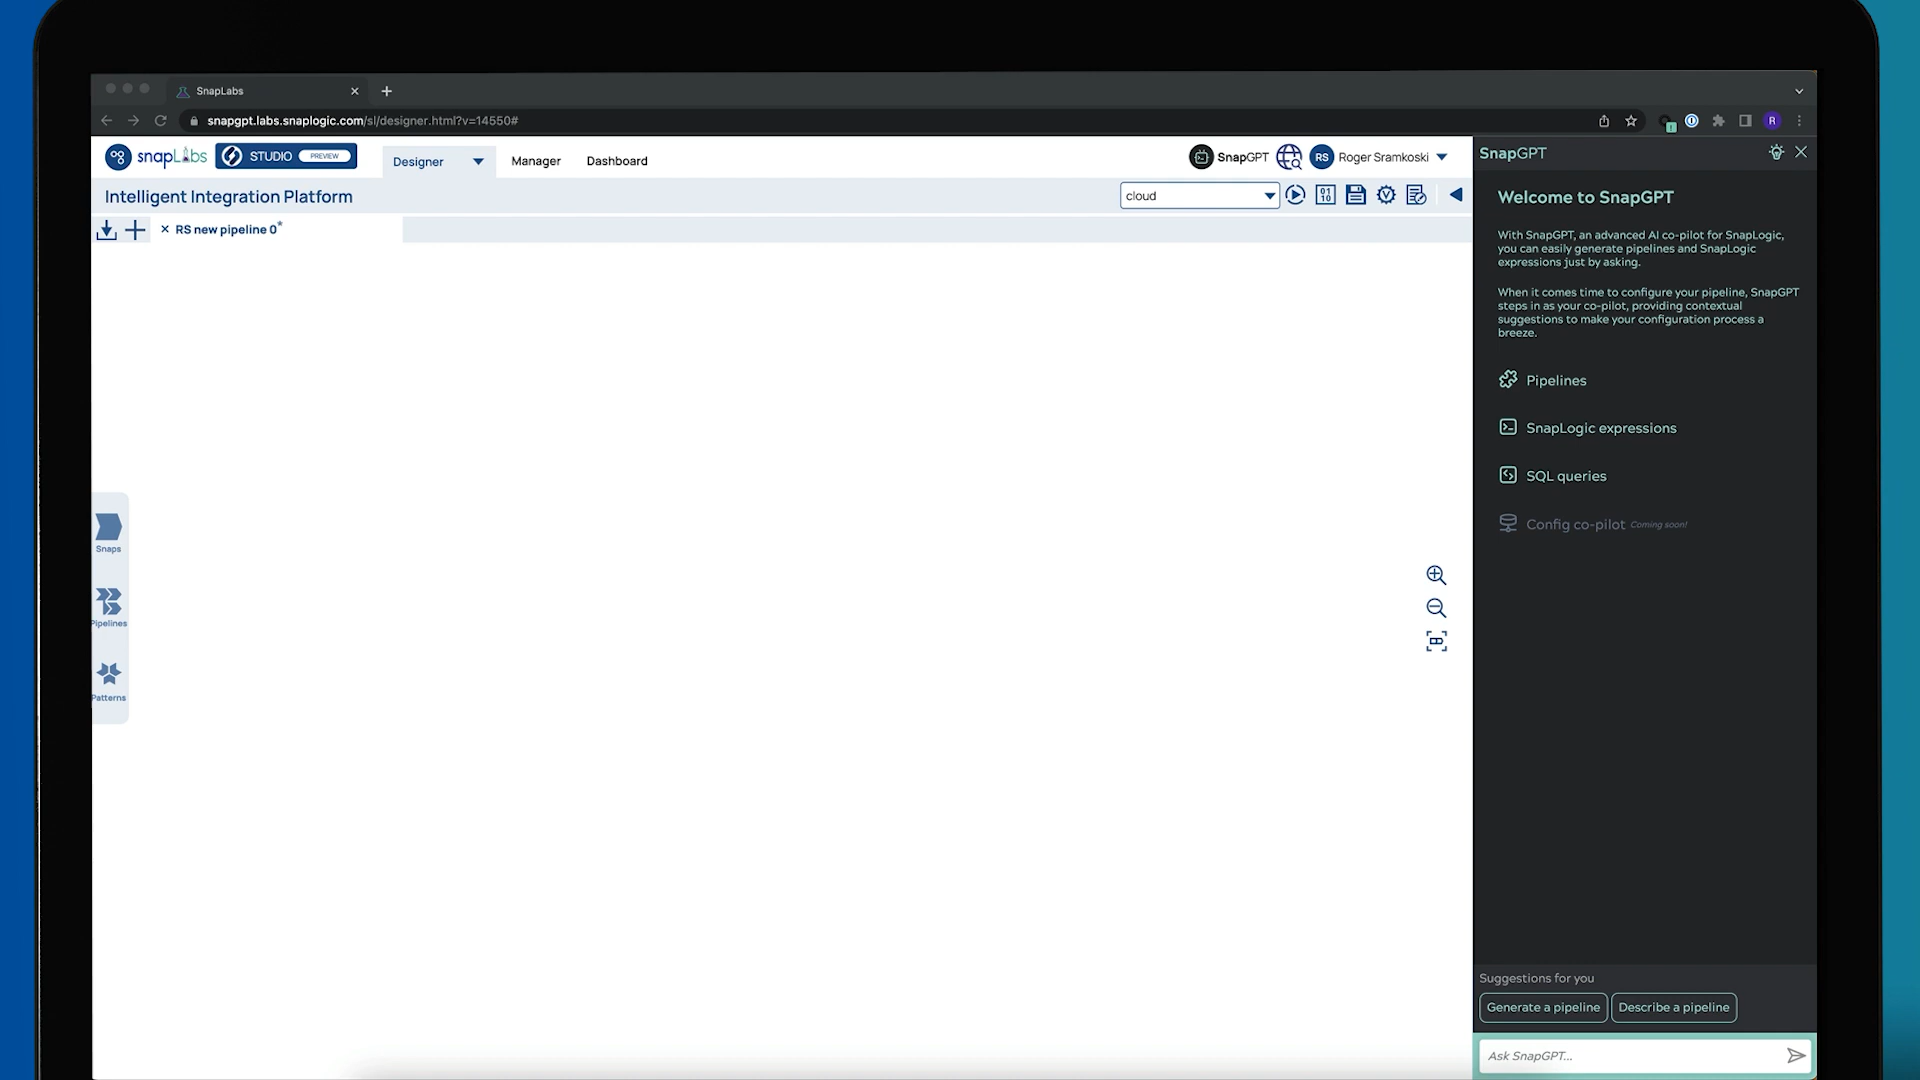 SnapLabs
snapgpt.labs.snaplogic.com/sl/designer.html?v=14550#
R
snapLabs
STUDIO PREVIEW
Designer
Manager
Dashboard
SnapGPT
RS
Roger Sramkoski
Intelligent Integration Platform
cloud
RS new pipeline 0*
Snaps
Pipelines
Patterns
SnapGPT
Welcome to SnapGPT
With SnapGPT, an advanced AI co-pilot for SnapLogic,
you can easily generate pipelines and SnapLogic
expressions just by asking.
When it comes time to configure your pipeline, SnapGPT
steps in as your co-pilot, providing contextual
suggestions to make your configuration process a
breeze.
Pipelines
SnapLogic expressions
SQL queries
Config co-pilot Coming soon!
Suggestions for you
Generate a pipeline
Describe a pipeline
Ask SnapGPT...